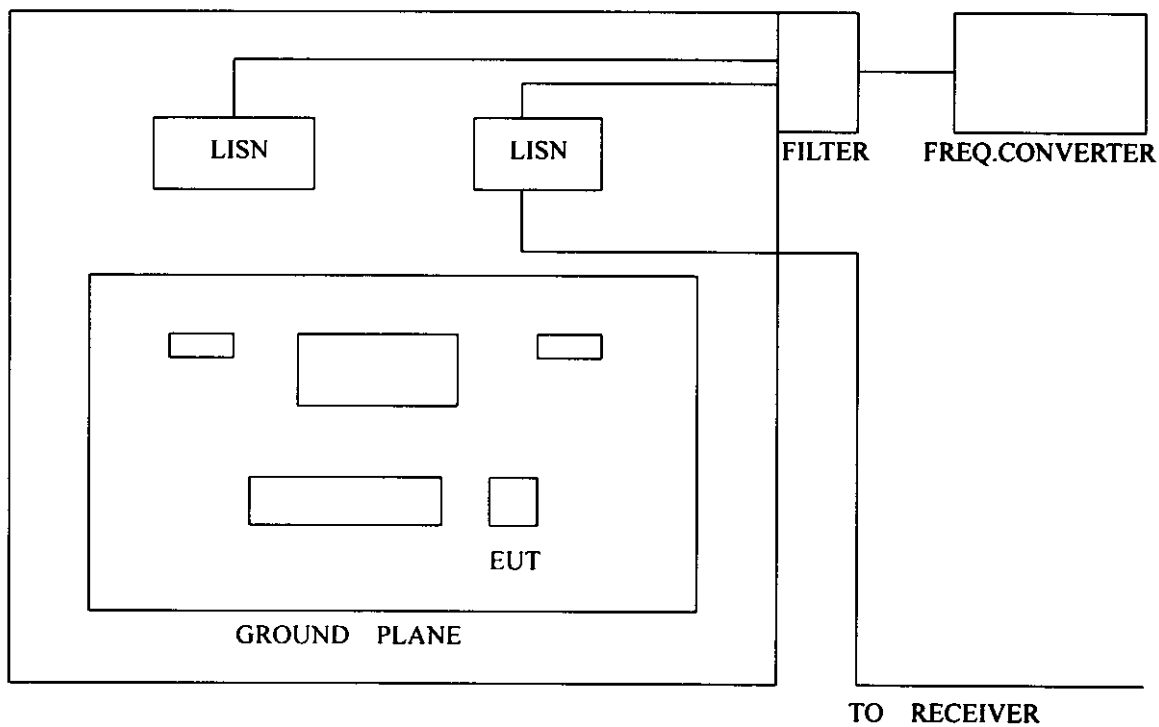 LISN
LISN
FILTER
FREQ.CONVERTER
EUT
GROUND PLANE
TO RECEIVER